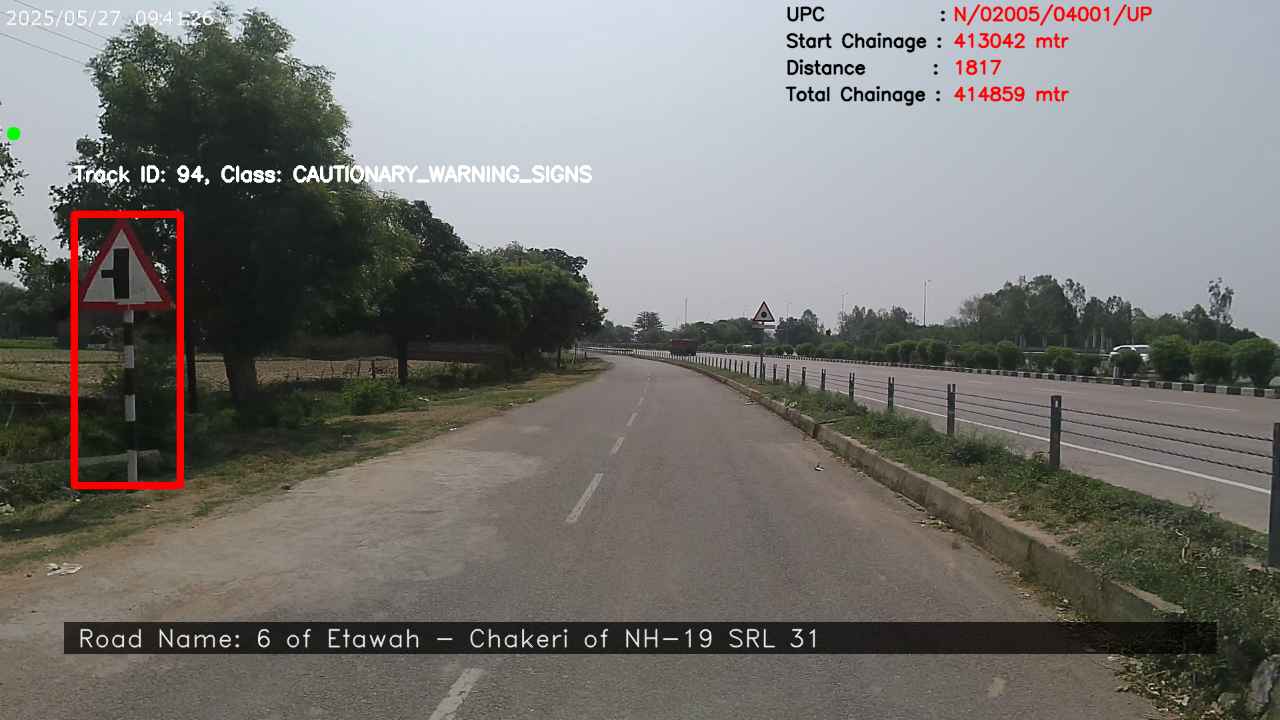 2025/05/27 09:41:26
UPC : N/02005/04001/UP
Start Chainage : 413042 mtr
Distance : 1817
Total Chainage : 414859 mtr
Track ID: 94, Class: CAUTIONARY_WARNING_SIGNS
Road Name: 6 of Etawah - Chakeri of NH-19 SRL 31